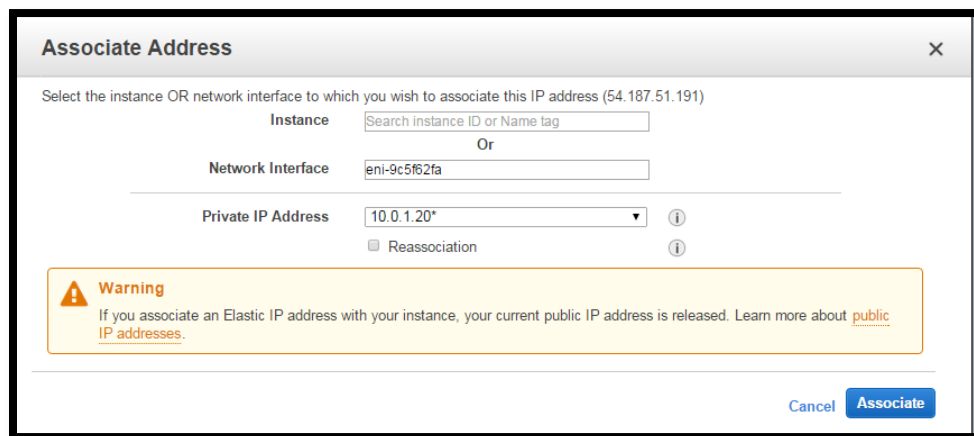 Associate Address
×
Select the instance OR network interface to which you wish to associate this IP address (54.187.51.191)
Instance Search instance ID or Name tag
Or
Network Interface eni-9c5f62fa
Private IP Address 10.0.1.20*
Reassociation
Warning
If you associate an Elastic IP address with your instance, your current public IP address is released. Learn more about public
IP addresses.
Cancel Associate